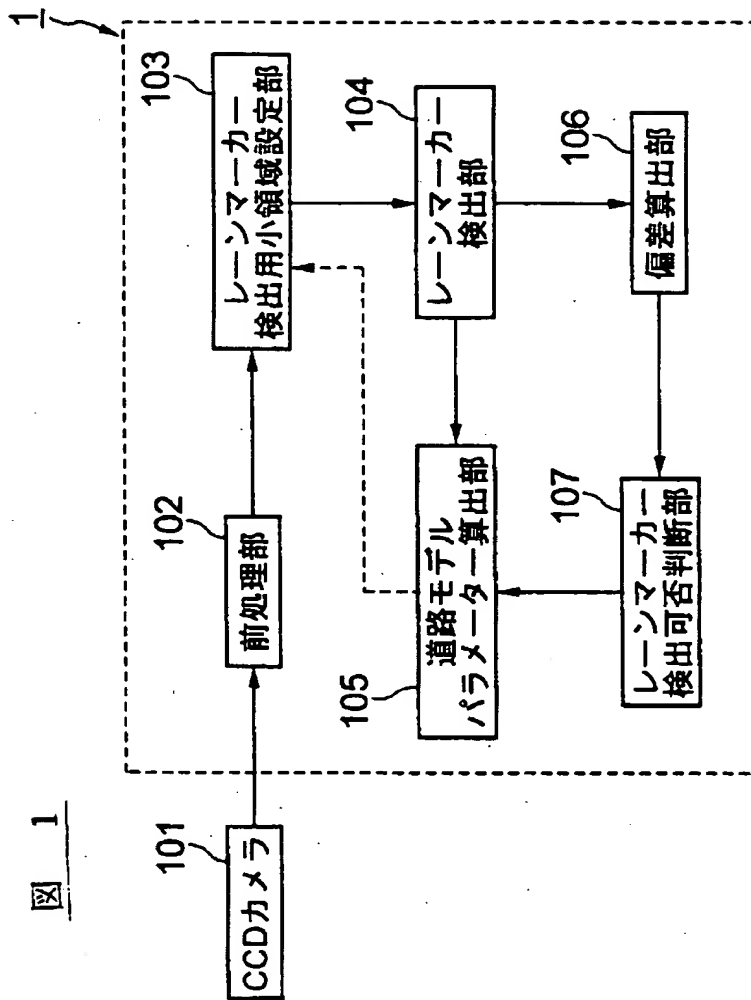 図 1
1
101
CCDカメラ
102
前処理部
103
レーンマーカー
検出用小領域設定部
104
レーンマーカー
検出部
105
道路モデル
パラメーター算出部
106
偏差算出部
107
レーンマーカー
検出可否判断部